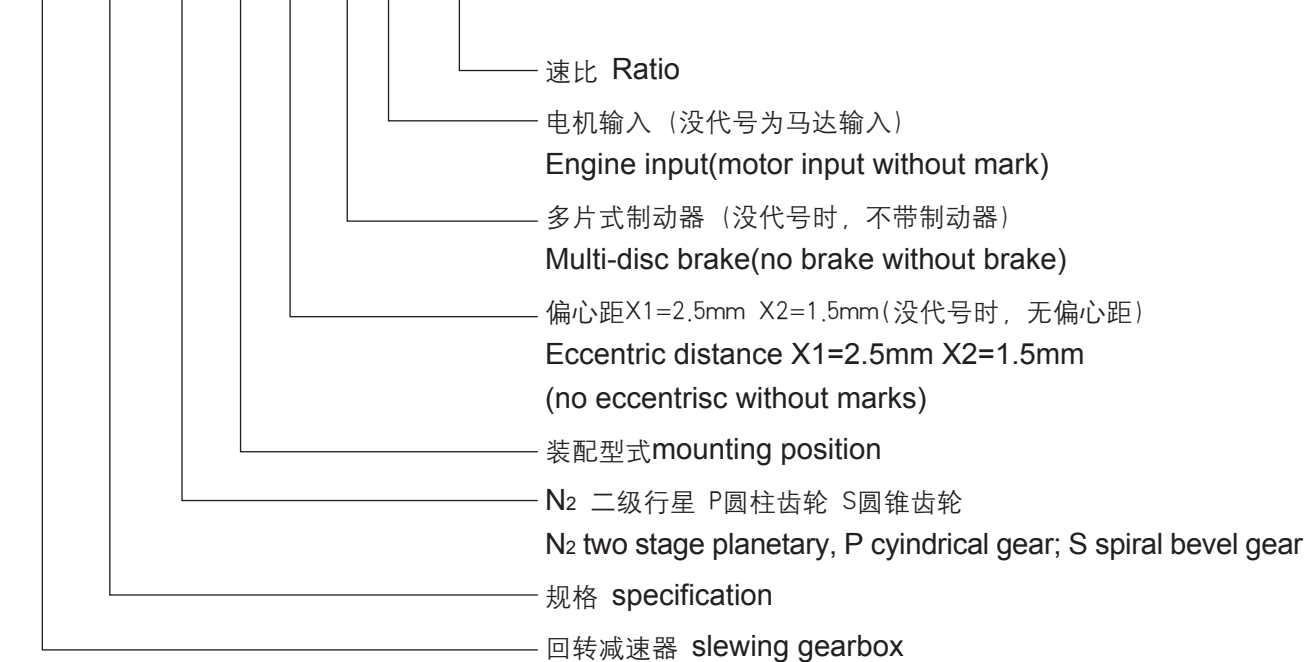 速比 Ratio
电机输入 (没代号为马达输入)
Engine input(motor input without mark)
多片式制动器 (没代号时, 不带制动器)
Multi-disc brake(no brake without brake)
偏心距X1=2.5mm X2=1.5mm(没代号时, 无偏心距)
Eccentric distance X1=2.5mm X2=1.5mm
(no eccentrisc without marks)
装配型式mounting position
N2 二级行星 P圆柱齿轮 S圆锥齿轮
N2 two stage planetary, P cyindrical gear; S spiral bevel gear
规格 specification
回转减速器 slewing gearbox